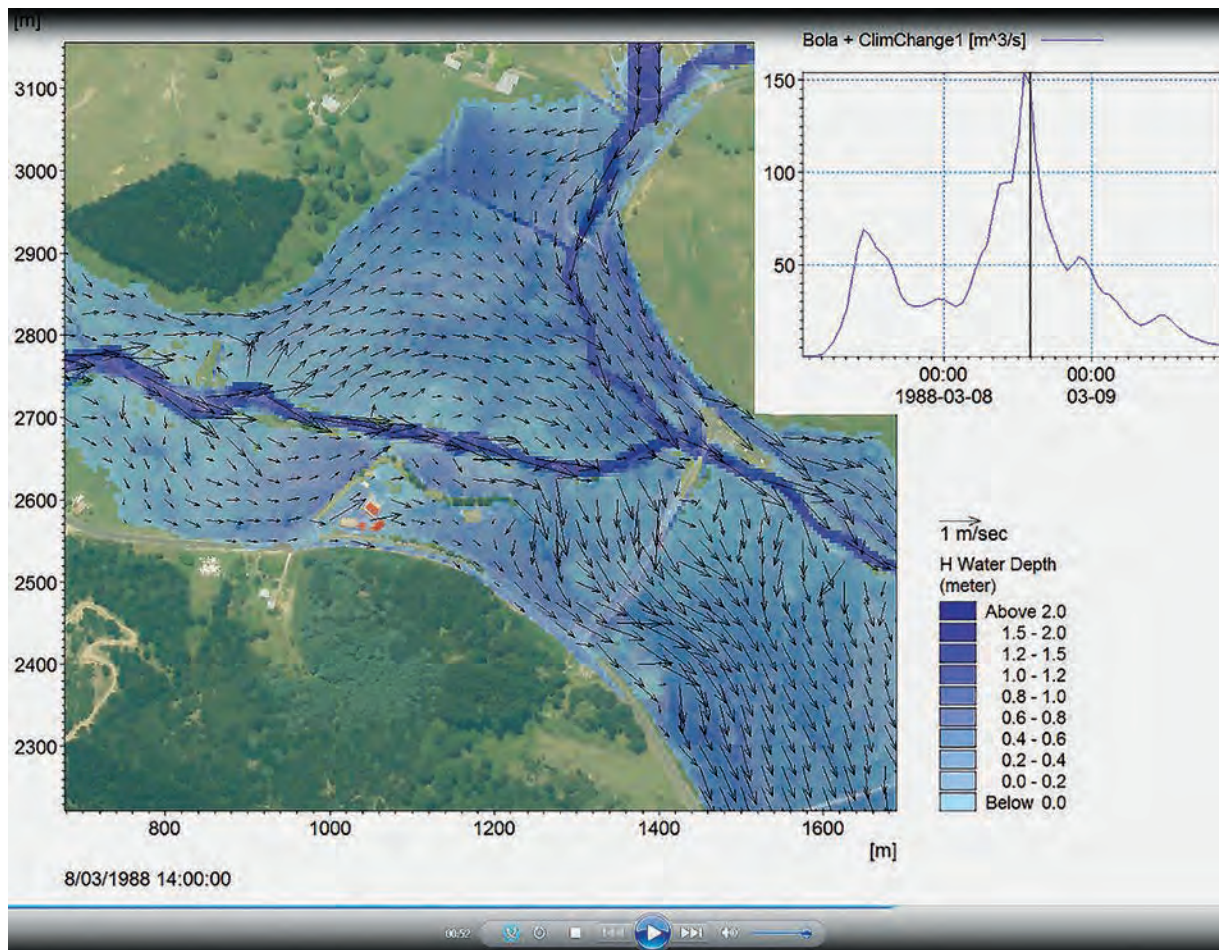 [m]
3100
3000
2900
2800
2700
2600
2500
2400
2300
800 1000 1200 1400 1600
[m]
8/03/1988 14:00:00
Bola + ClimChange1 [m^3/s]
150
100
50
00:00 00:00
1988-03-08 03-09
1 m/sec
H Water Depth
(meter)
Above 2.0
1.5 - 2.0
1.2 - 1.5
1.0 - 1.2
0.8 - 1.0
0.6 - 0.8
0.4 - 0.6
0.2 - 0.4
0.0 - 0.2
Below 0.0
00:52